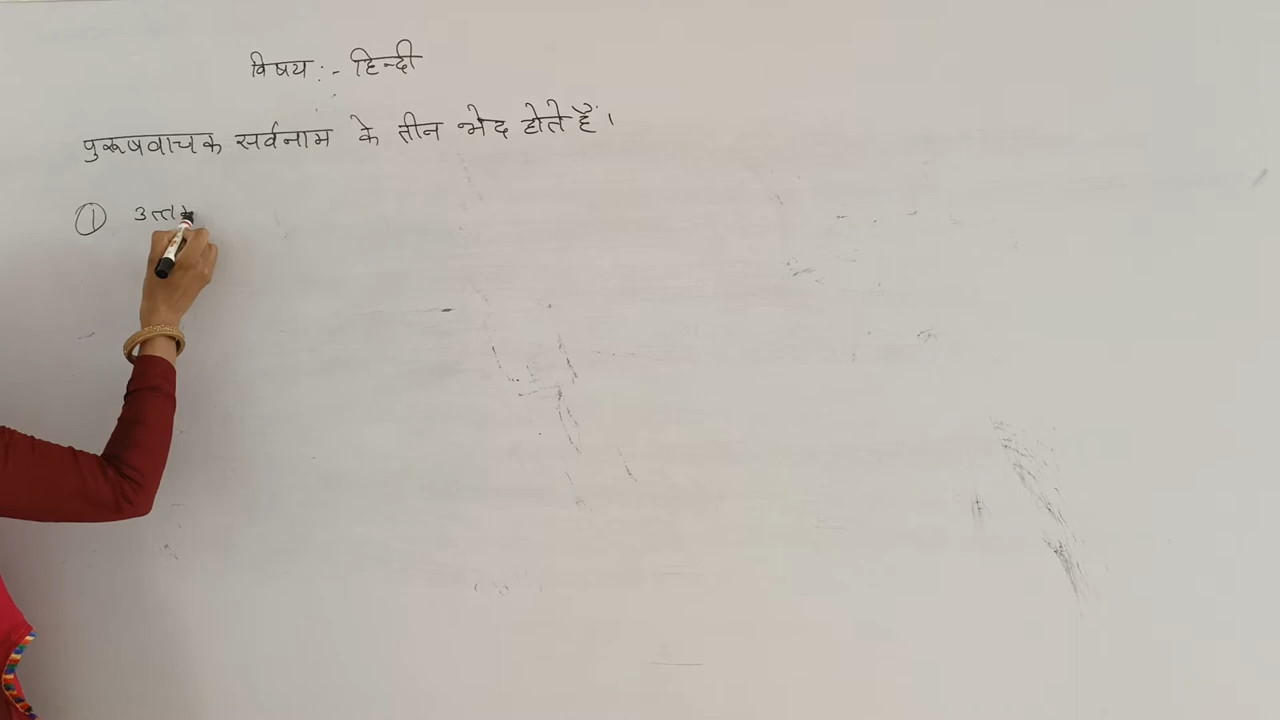 विषय :- हिन्दी
पुरूषवाचक सर्वनाम के तीन भेद होते हैं।
① उत्त